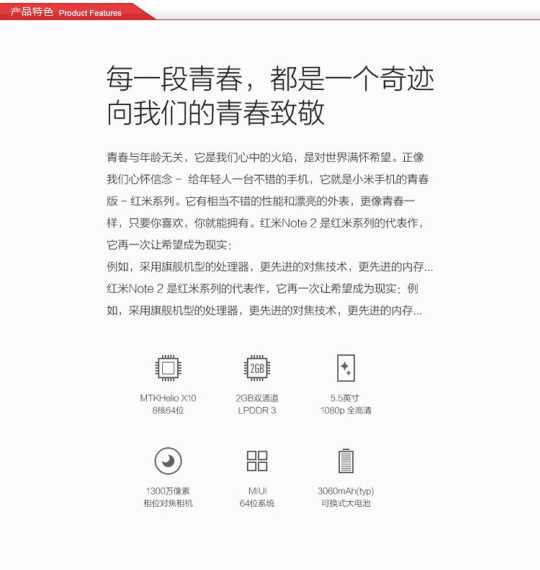 产品特色 Product Features
每一段青春，都是一个奇迹
向我们的青春致敬
青春与年龄无关，它是我们心中的火焰，是对世界满怀希望。正像
我们心怀信念 - 给年轻人一台不错的手机，它就是小米手机的青春
版 - 红米系列。它有相当不错的性能和漂亮的外表，更像青春一
样，只要你喜欢，你就能拥有。红米Note 2 是红米系列的代表作，
它再一次让希望成为现实：
例如，采用旗舰机型的处理器，更先进的对焦技术，更先进的内存...
红米Note 2 是红米系列的代表作，它再一次让希望成为现实：例
如，采用旗舰机型的处理器，更先进的对焦技术，更先进的内存...
2GB
MTKHelio X10
8核64位
2GB双通道
LPDDR 3
5.5英寸
1080p 全高清
1300万像素
相位对焦相机
MIUI
64位系统
3060mAh(typ)
可换式大电池